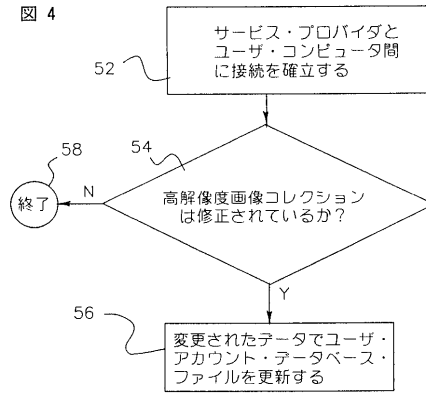 図 4
サービス・プロバイダと
ユーザ・コンピュータ間
に接続を確立する
52
54
58
高解像度画像コレクション
は修正されているか？
N
終了
Y
56
変更されたデータでユーザ・
アカウント・データベース・
ファイルを更新する